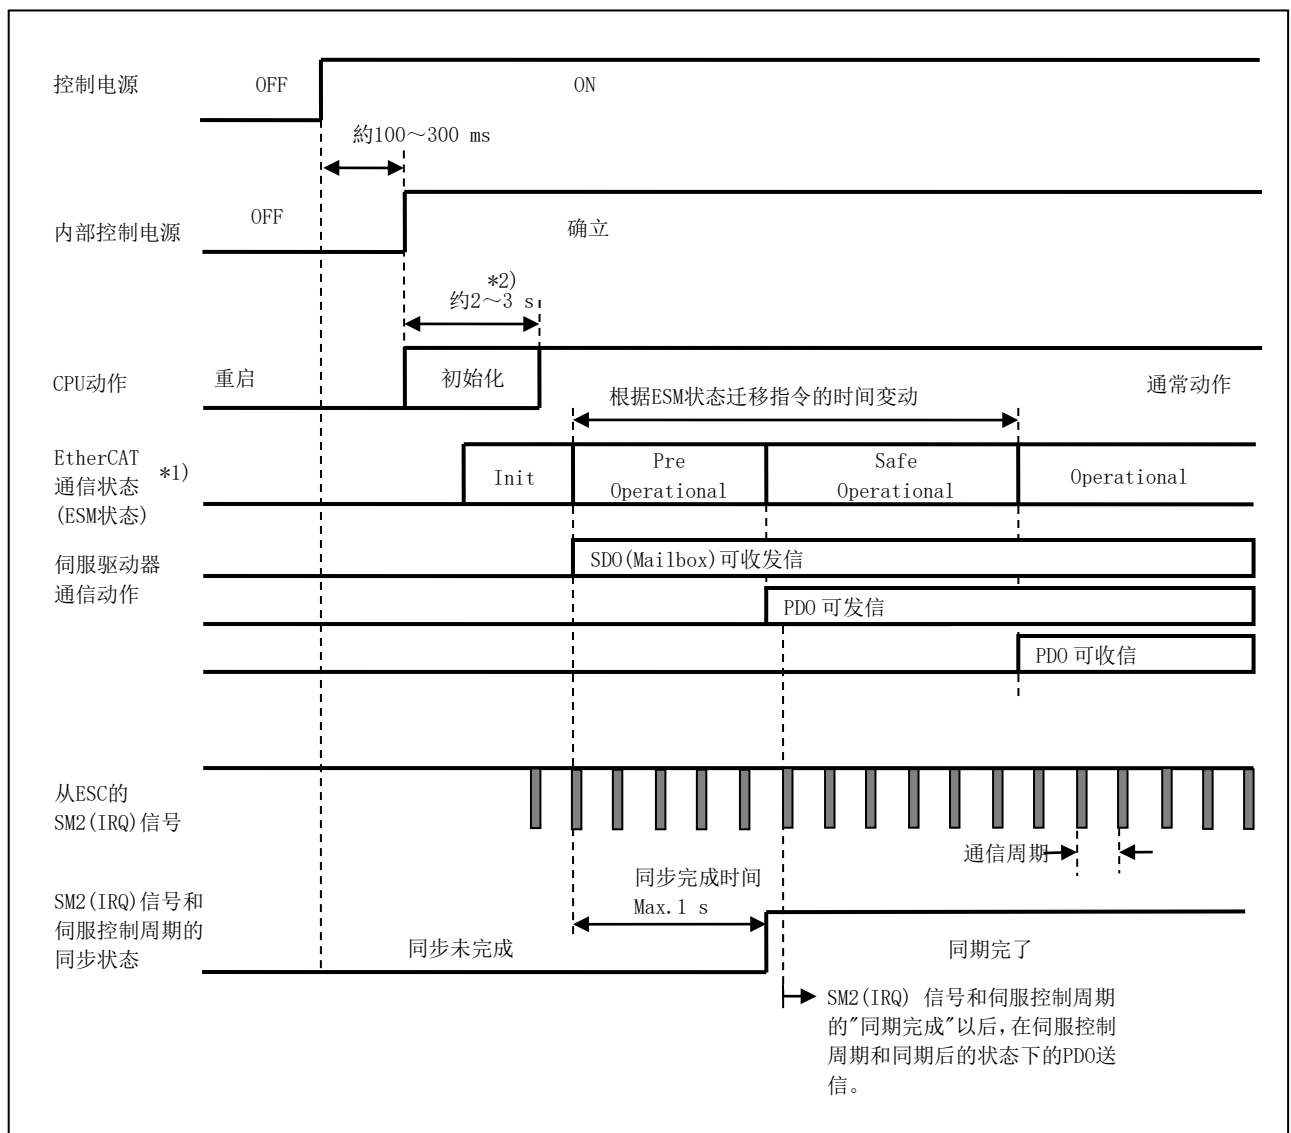 控制电源
OFF
ON
約100～300 ms
内部控制电源
OFF
确立
*2)
约2～3 s
CPU动作
重启
初始化
根据ESM状态迁移指令的时间变动
通常动作
EtherCAT
通信状态
(ESM状态)
*1)
Init
Pre
Operational
Safe
Operational
Operational
伺服驱动器
通信动作
SDO(Mailbox)可收发信
PDO 可发信
PDO 可收信
从ESC的
SM2(IRQ)信号
通信周期
SM2(IRQ)信号和
伺服控制周期的
同步状态
同步完成时间
Max.1 s
同步未完成
同期完了
SM2(IRQ) 信号和伺服控制周期
的"同期完成"以后,在伺服控制
周期和同期后的状态下的PDO送
信。